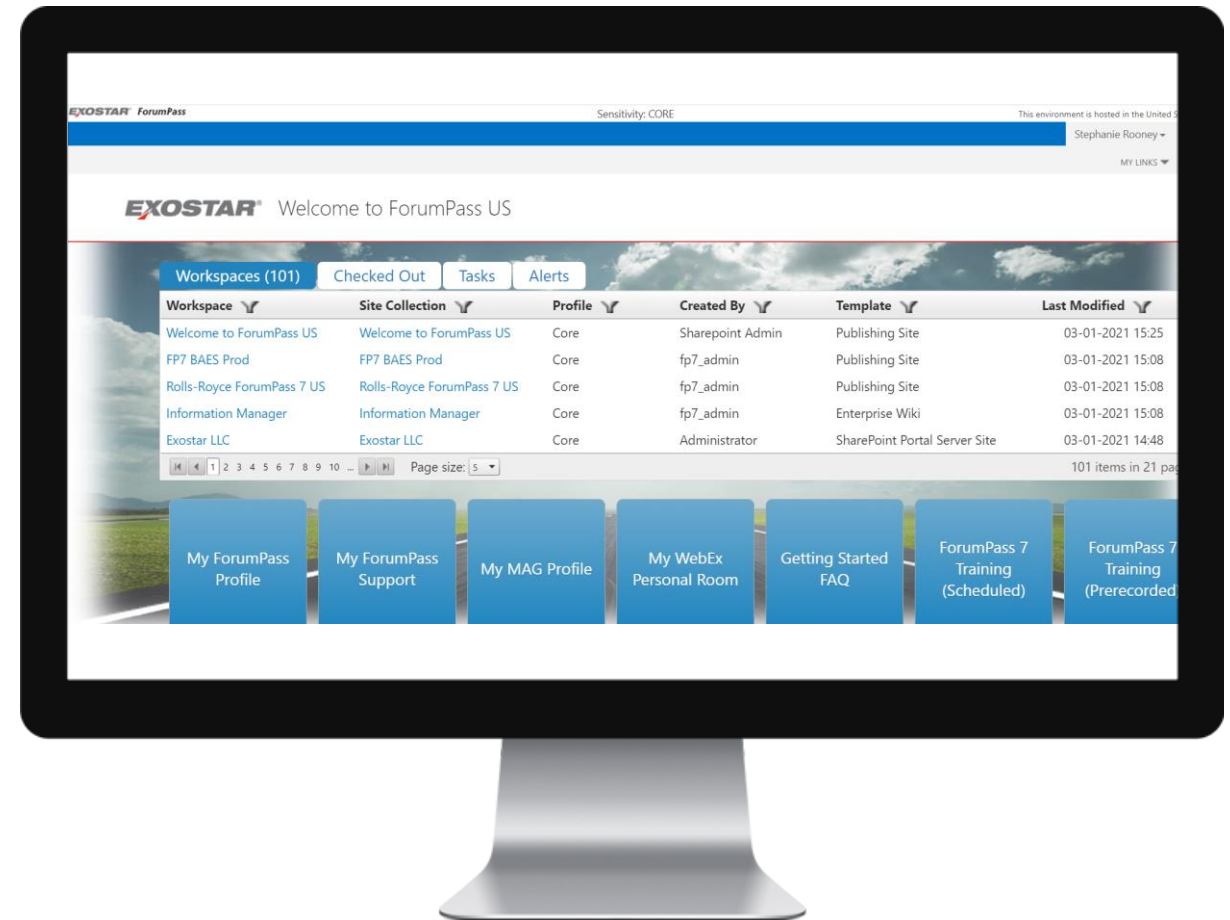 EXOSTAR® ForumPass Sensitivity: CORE This environment is hosted in the United
Stephanie Rooney
MY LINKS
EXOSTAR® Welcome to ForumPass US
Workspaces (101) Checked Out Tasks Alerts
Workspace Site Collection Profile Created By Template Last Modified
Welcome to ForumPass US Welcome to ForumPass US Core Sharepoint Admin Publishing Site 03-01-2021 15:25
FP7 BAES Prod FP7 BAES Prod Core fp7_admin Publishing Site 03-01-2021 15:08
Rolls-Royce ForumPass 7 US Rolls-Royce ForumPass 7 US Core fp7_admin Publishing Site 03-01-2021 15:08
Information Manager Information Manager Core fp7_admin Enterprise Wiki 03-01-2021 15:08
Exostar LLC Exostar LLC Core Administrator SharePoint Portal Server Site 03-01-2021 14:48
1 2 3 4 5 6 7 8 9 10 ... Page size: 5 101 items in 21 pag
My ForumPass
Profile
My ForumPass
Support
My MAG Profile
My WebEx
Personal Room
Getting Started
FAQ
ForumPass 7
Training
(Scheduled)
ForumPass 7
Training
(Prerecorded)